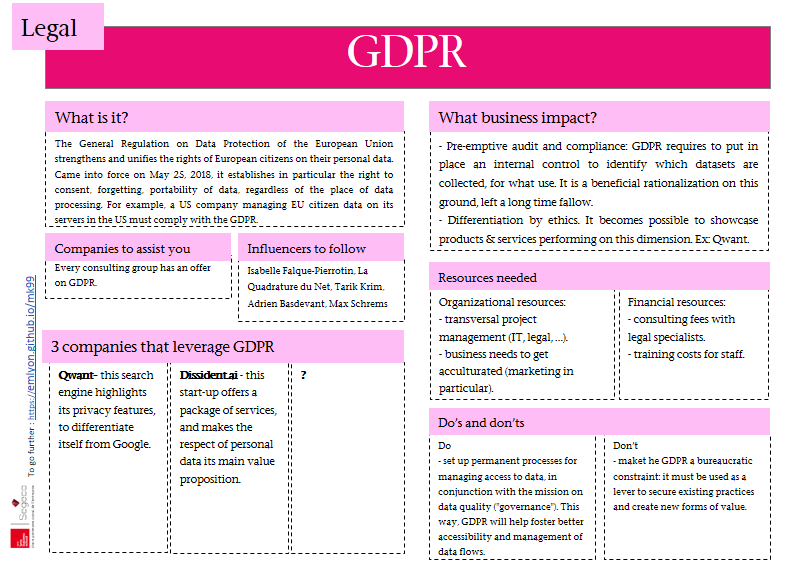 Legal
GDPR
What is it?
The General Regulation on Data Protection of the European Union
strengthens and unifies the rights of European citizens on their personal data.
Came into force on May 25, 2018, it establishes in particular the right to
consent, forgetting, portability of data, regardless of the place of data
processing. For example, a US company managing EU citizen data on its
servers in the US must comply with the GDPR.
Companies to assist you
Every consulting group has an offer
on GDPR.
Influencers to follow
Isabelle Falque-Pierrotin, La
Quadrature du Net, Tarik Krim,
Adrien Basdevant, Max Schrems
3 companies that leverage GDPR
Qwant- this search
engine highlights
its privacy features,
to differentiate
itself from Google.
Dissident.ai - this
start-up offers a
package of services,
and makes the
respect of personal
data its main value
proposition.
?
What business impact?
- Pre-emptive audit and compliance: GDPR requires to put in
place an internal control to identify which datasets are
collected, for what use. It is a beneficial rationalization on this
ground, left a long time fallow.
- Differentiation by ethics. It becomes possible to showcase
products & services performing on this dimension. Ex: Qwant.
Resources needed
Organizational resources:
- transversal project
management (IT, legal, ...).
- business needs to get
acculturated (marketing in
particular).
Financial resources:
- consulting fees with
legal specialists.
- training costs for staff.
Do's and don'ts
Do
- set up permanent processes for
managing access to data, in
conjunction with the mission on
data quality ("governance"). This
way, GDPR will help foster better
accessibility and management of
data flows.
Don't
- maket he GDPR a bureaucratic
constraint: it must be used as a
lever to secure existing practices
and create new forms of value.
To go further : https://emlyon.github.io/mk99
Segeco